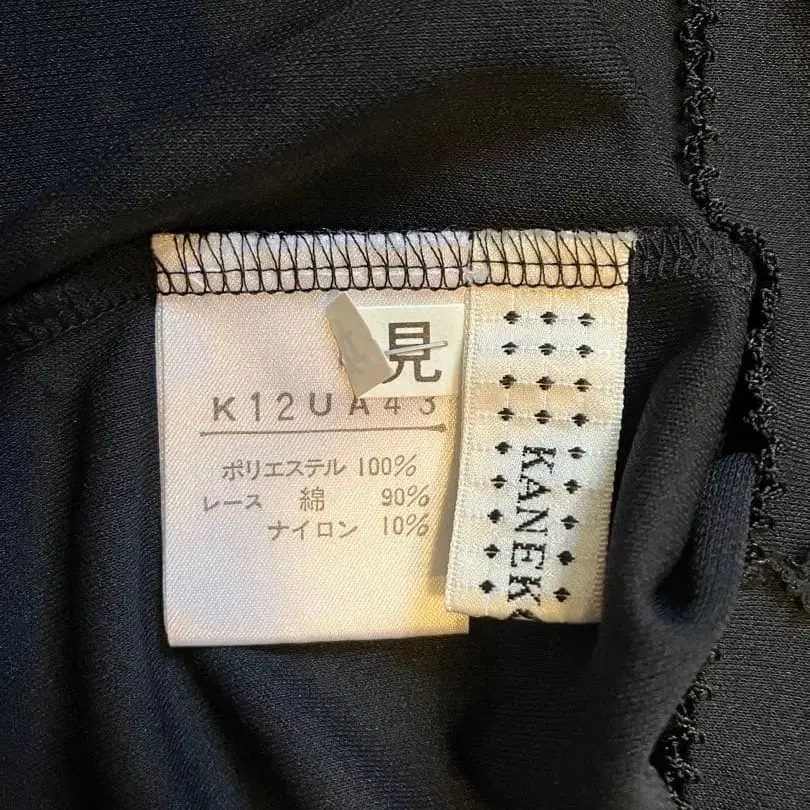 見
K12UA43
ポリエステル 100%
レース 綿 90%
ナイロン 10%
KANEK